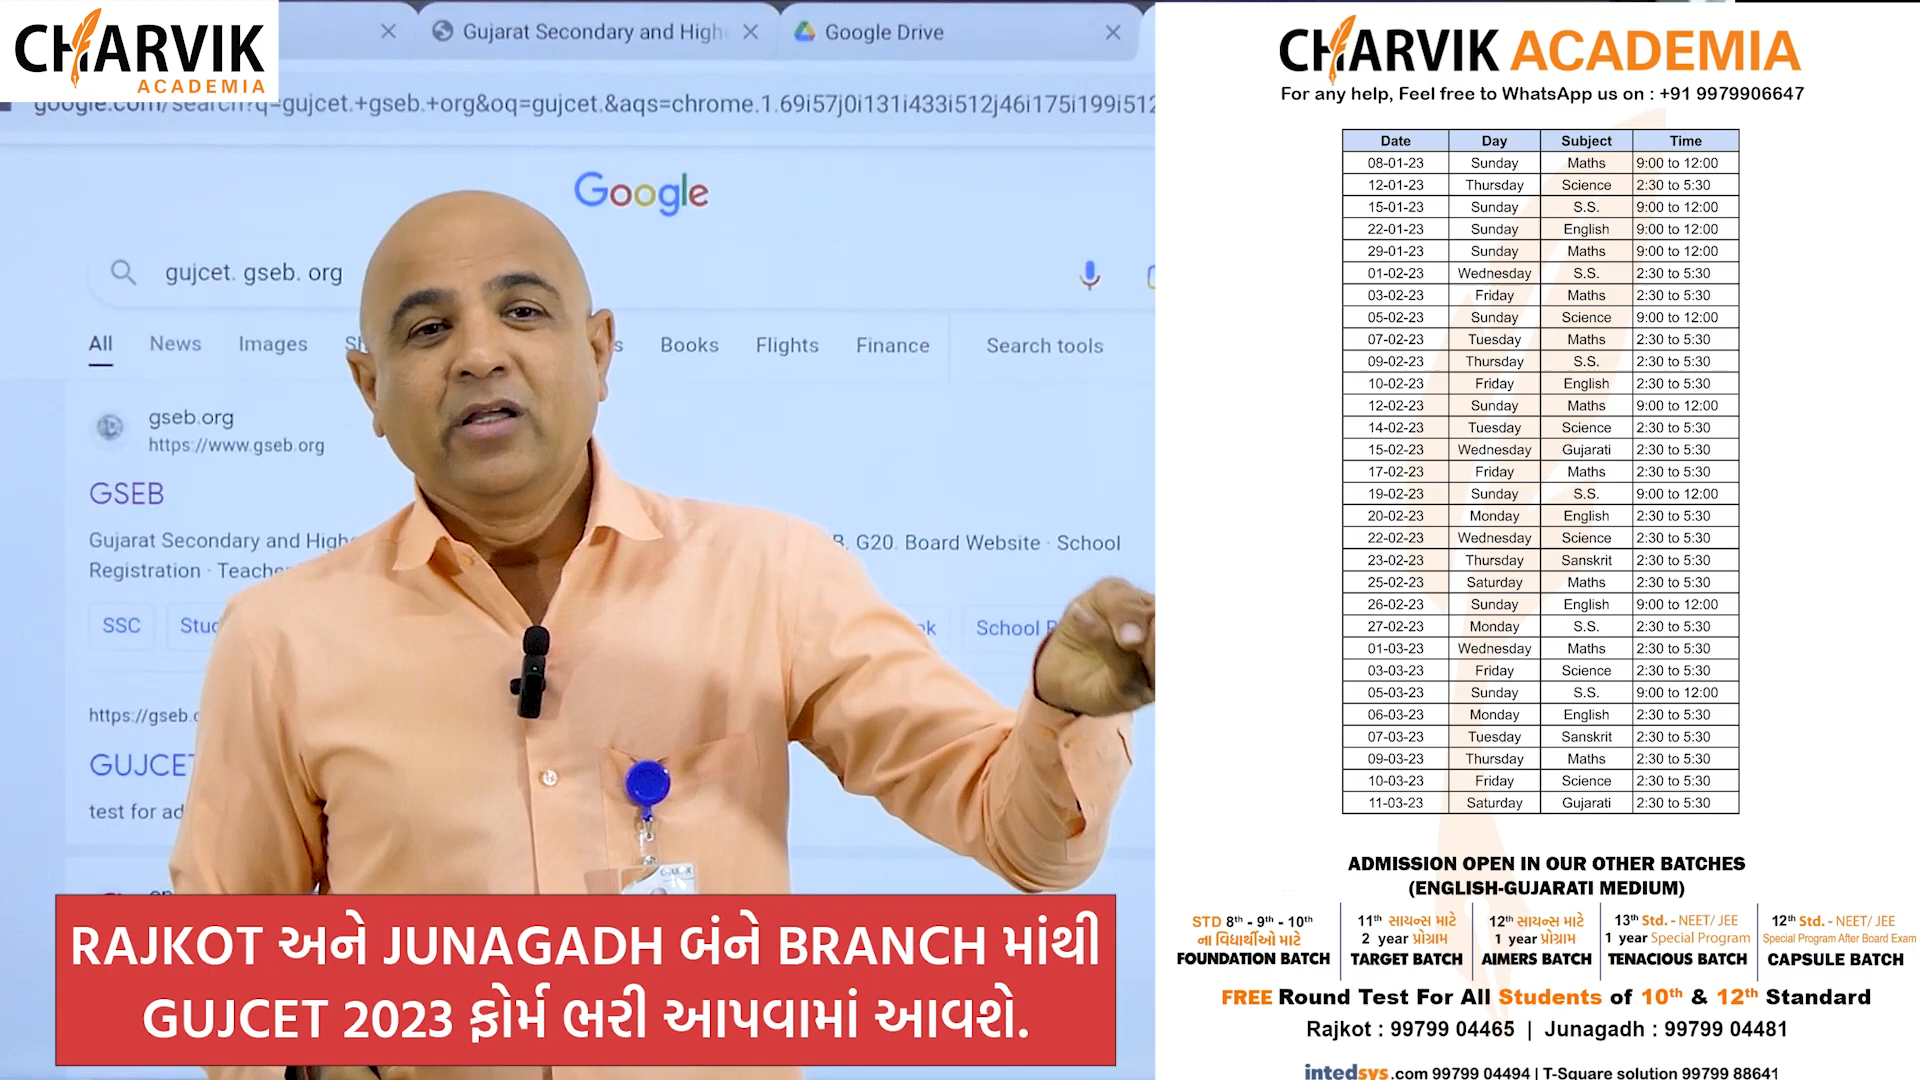 CHARVIK
ACADEMIA
Gujarat Secondary and High
Google Drive
google.com/search?q=gujcet.+gseb.+org&oq=gujcet.&aqs=chrome.1.69i57j0i131i433i512j46i175i199i512
Google
gujcet. gseb. org
All News Images Books Flights Finance Search tools
gseb.org
https://www.gseb.org
GSEB
Gujarat Secondary and High G20. Board Website · School
Registration · Teache
SSC School
https://gseb.
GUJCET
test for ad
RAJKOT અને JUNAGADH બંને BRANCH માંથી
GUJCET 2023 ફોર્મ ભરી આપવામાં આવશે.
CHARVIK ACADEMIA
For any help, Feel free to WhatsApp us on : +91 9979906647
Date Day Subject Time
08-01-23 Sunday Maths 9:00 to 12:00
12-01-23 Thursday Science 2:30 to 5:30
15-01-23 Sunday S.S. 9:00 to 12:00
22-01-23 Sunday English 9:00 to 12:00
29-01-23 Sunday Maths 9:00 to 12:00
01-02-23 Wednesday S.S. 2:30 to 5:30
03-02-23 Friday Maths 2:30 to 5:30
05-02-23 Sunday Science 9:00 to 12:00
07-02-23 Tuesday Maths 2:30 to 5:30
09-02-23 Thursday S.S. 2:30 to 5:30
10-02-23 Friday English 2:30 to 5:30
12-02-23 Sunday Maths 9:00 to 12:00
14-02-23 Tuesday Science 2:30 to 5:30
15-02-23 Wednesday Gujarati 2:30 to 5:30
17-02-23 Friday Maths 2:30 to 5:30
19-02-23 Sunday S.S. 9:00 to 12:00
20-02-23 Monday English 2:30 to 5:30
22-02-23 Wednesday Science 2:30 to 5:30
23-02-23 Thursday Sanskrit 2:30 to 5:30
25-02-23 Saturday Maths 2:30 to 5:30
26-02-23 Sunday English 9:00 to 12:00
27-02-23 Monday S.S. 2:30 to 5:30
01-03-23 Wednesday Maths 2:30 to 5:30
03-03-23 Friday Science 2:30 to 5:30
05-03-23 Sunday S.S. 9:00 to 12:00
06-03-23 Monday English 2:30 to 5:30
07-03-23 Tuesday Sanskrit 2:30 to 5:30
09-03-23 Thursday Maths 2:30 to 5:30
10-03-23 Friday Science 2:30 to 5:30
11-03-23 Saturday Gujarati 2:30 to 5:30
ADMISSION OPEN IN OUR OTHER BATCHES
(ENGLISH-GUJARATI MEDIUM)
STD 8th - 9th - 10th
ના વિદ્યાર્થીઓ માટે
FOUNDATION BATCH
11th સાયન્સ માટે
2 year પ્રોગ્રામ
TARGET BATCH
12th સાયન્સ માટે
1 year પ્રોગ્રામ
AIMERS BATCH
13th Std. - NEET/ JEE
1 year Special Program
TENACIOUS BATCH
12th Std. - NEET/ JEE
Special Program After Board Exam
CAPSULE BATCH
FREE Round Test For All Students of 10th & 12th Standard
Rajkot : 99799 04465 | Junagadh : 99799 04481
intedsys.com 99799 04494 | T-Square solution 99799 88641